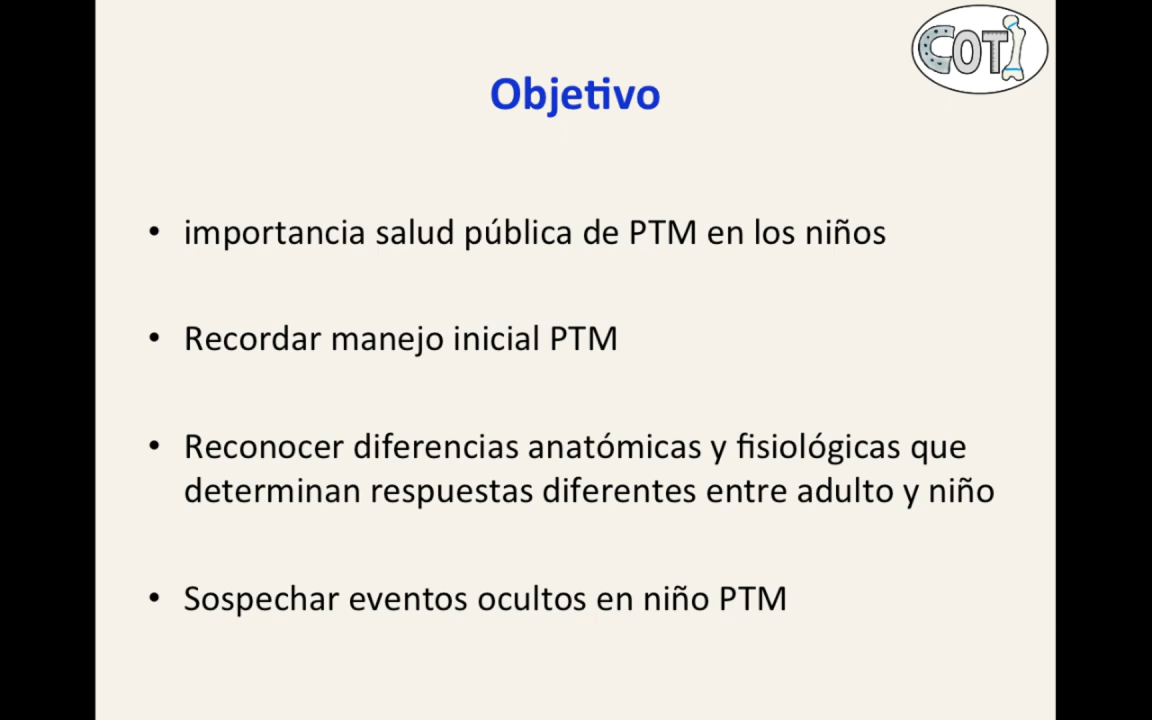 COTI
Objetivo
• importancia salud pública de PTM en los niños
• Recordar manejo inicial PTM
• Reconocer diferencias anatómicas y fisiológicas que
determinan respuestas diferentes entre adulto y niño
• Sospechar eventos ocultos en niño PTM